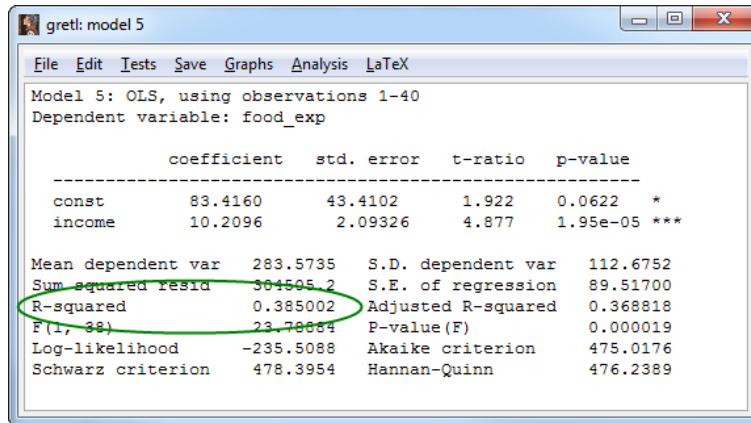 gretl: model 5
File Edit Tests Save Graphs Analysis LaTeX
Model 5: OLS, using observations 1-40
Dependent variable: food_exp
coefficient std. error t-ratio p-value
const 83.4160 43.4102 1.922 0.0622 *
income 10.2096 2.09326 4.877 1.95e-05 ***
Mean dependent var 283.5735 S.D. dependent var 112.6752
Sum squared resid 304505.2 S.E. of regression 89.51700
R-squared 0.385002 Adjusted R-squared 0.368818
F(1, 38) 23.78884 P-value(F) 0.000019
Log-likelihood -235.5088 Akaike criterion 475.0176
Schwarz criterion 478.3954 Hannan-Quinn 476.2389